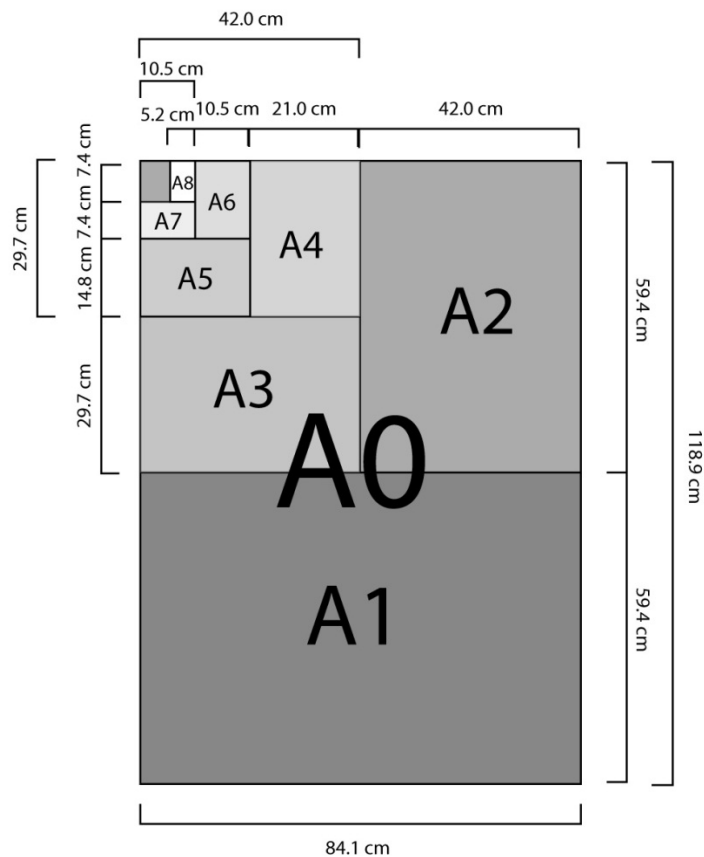 42.0 cm
10.5 cm
5.2 cm
10.5 cm
21.0 cm
42.0 cm
7.4 cm
7.4 cm
14.8 cm
29.7 cm
29.7 cm
A8
A7
A6
A5
A4
A3
A2
A0
A1
59.4 cm
59.4 cm
118.9 cm
84.1 cm